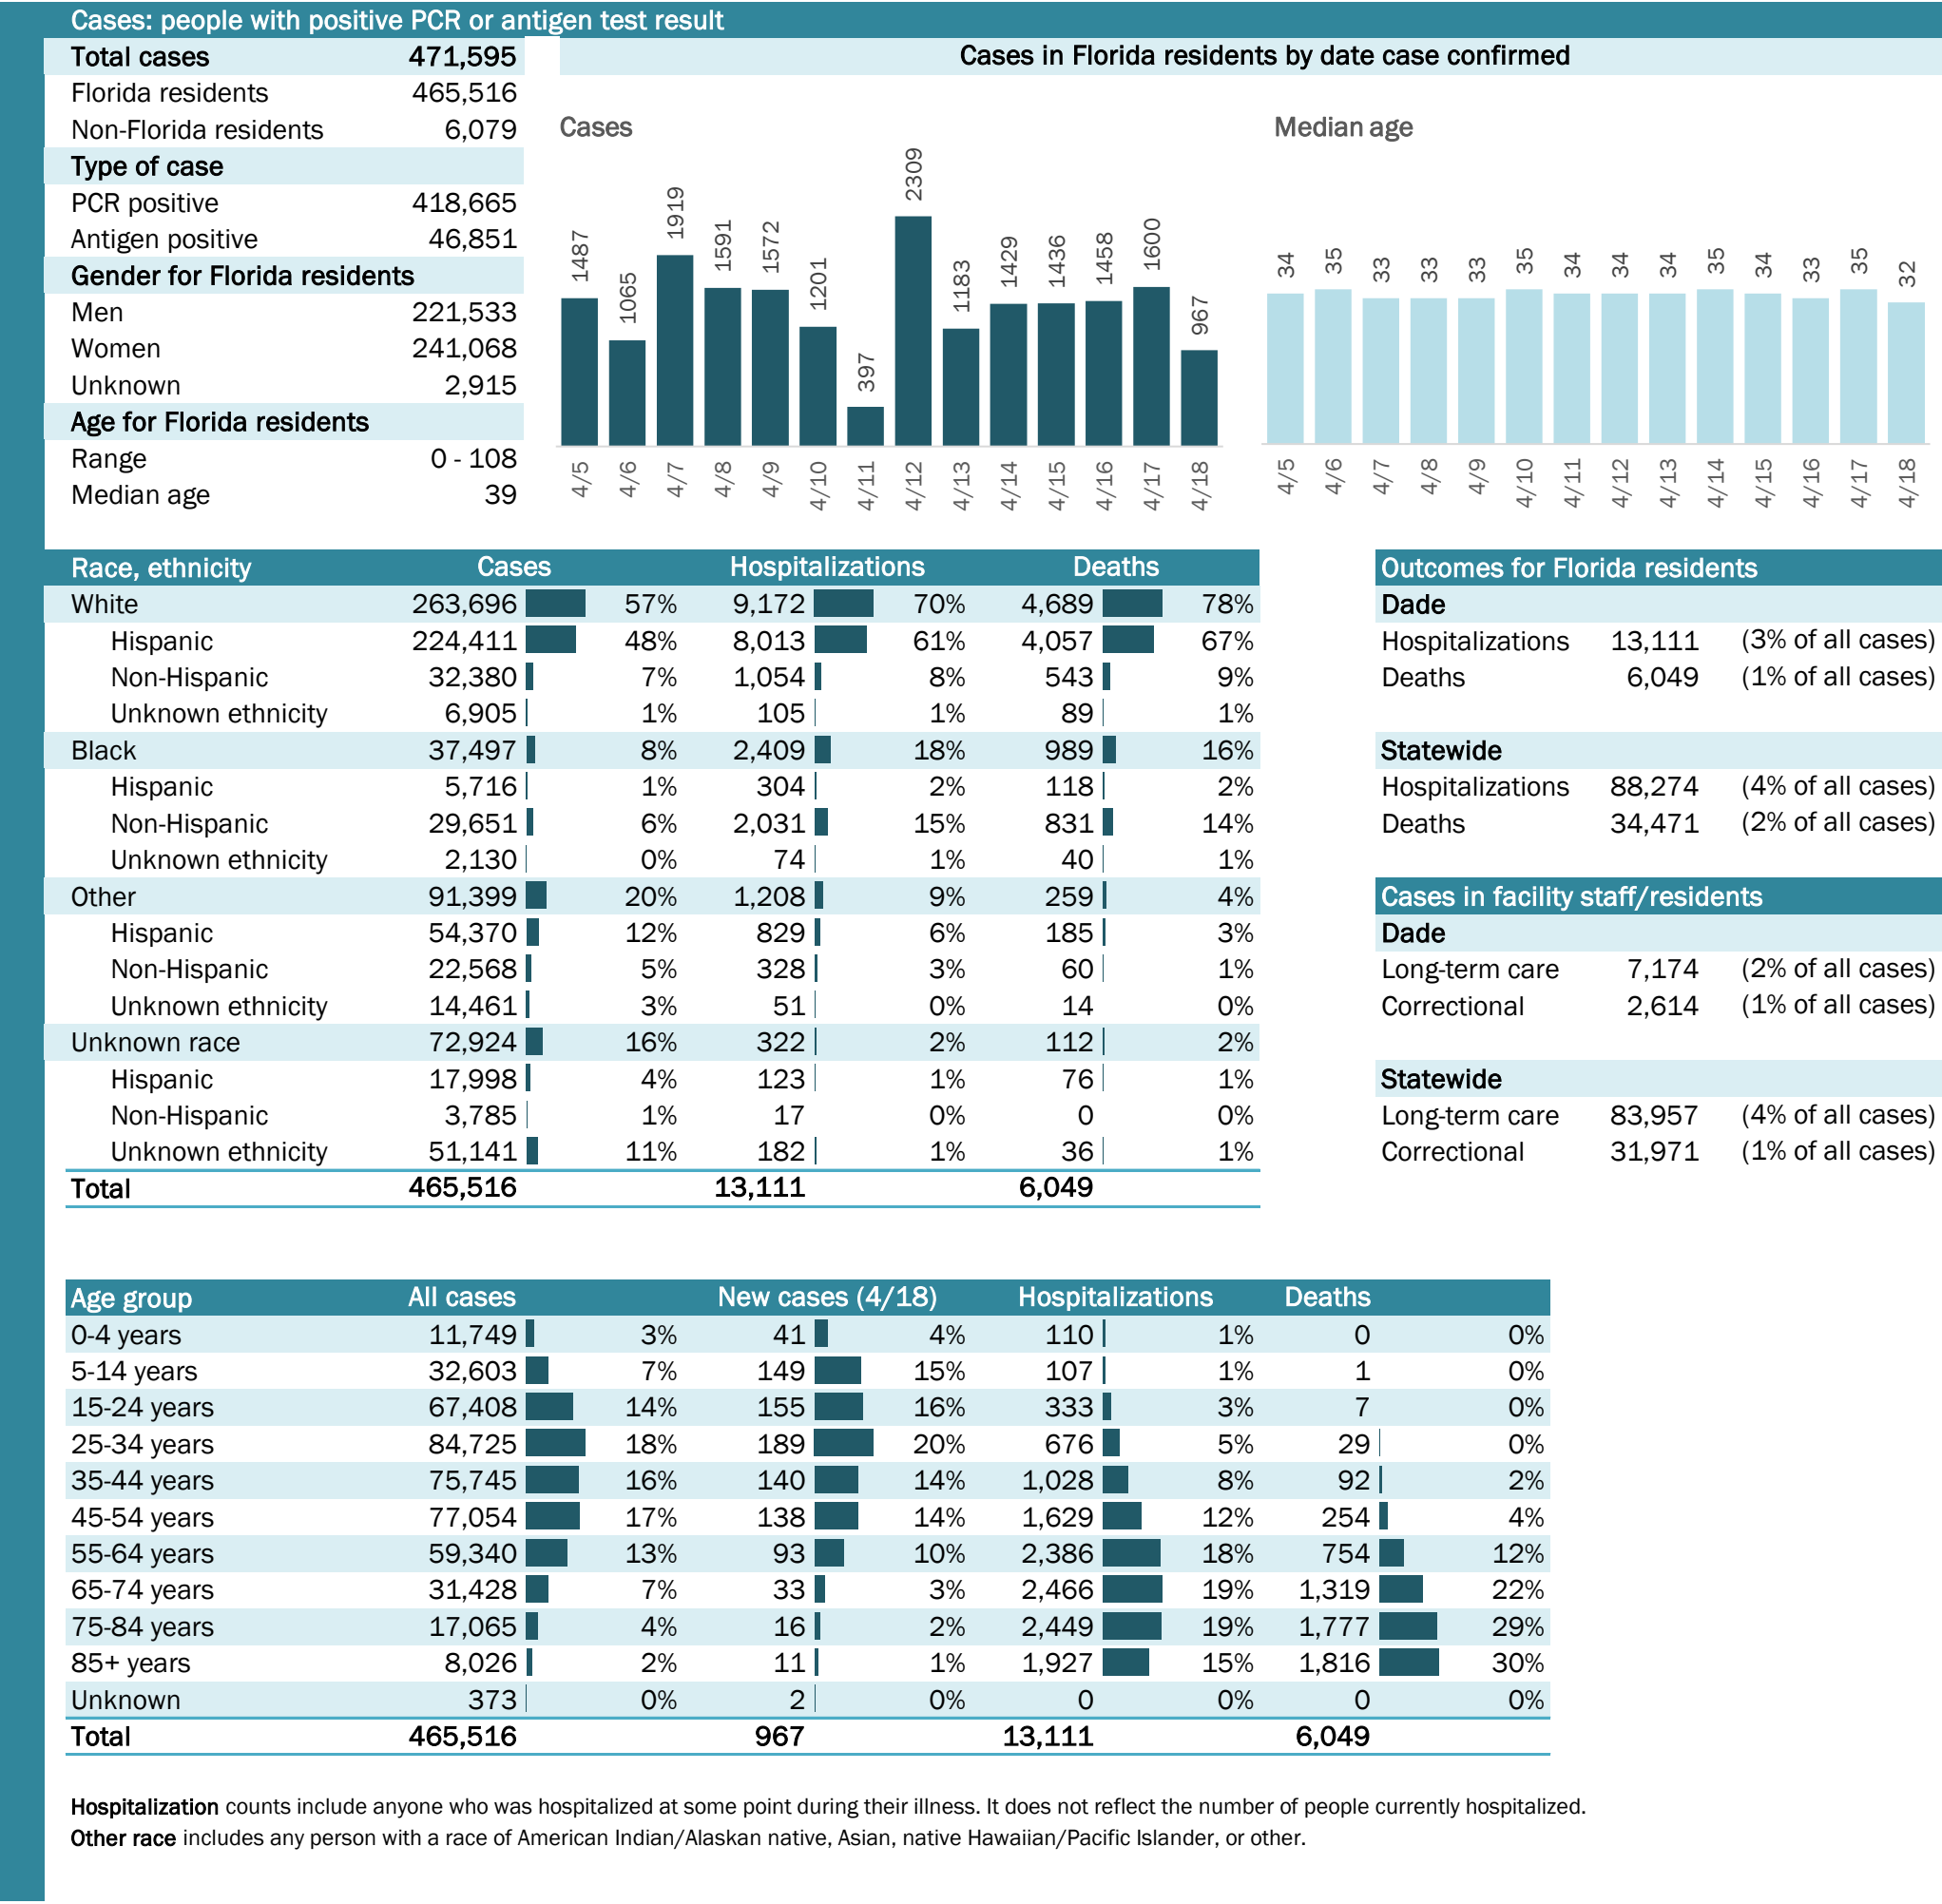 Cases: people with positive PCR or antigen test result
Total cases 471,595
Florida residents 465,516
Non-Florida residents 6,079
Type of case
PCR positive 418,665
Antigen positive 46,851
Gender for Florida residents
Men 221,533
Women 241,068
Unknown 2,915
Age for Florida residents
Range 0 - 108
Median age 39
Cases in Florida residents by date case confirmed
Cases
1487 1065 1919 1591 1572 1201 397 2309 1183 1429 1436 1458 1600 967
4/5 4/6 4/7 4/8 4/9 4/10 4/11 4/12 4/13 4/14 4/15 4/16 4/17 4/18
Median age
34 35 33 33 33 35 34 34 34 35 34 33 35 32
4/5 4/6 4/7 4/8 4/9 4/10 4/11 4/12 4/13 4/14 4/15 4/16 4/17 4/18
Race, ethnicity Cases Hospitalizations Deaths
White 263,696 57% 9,172 70% 4,689 78%
Hispanic 224,411 48% 8,013 61% 4,057 67%
Non-Hispanic 32,380 7% 1,054 8% 543 9%
Unknown ethnicity 6,905 1% 105 1% 89 1%
Black 37,497 8% 2,409 18% 989 16%
Hispanic 5,716 1% 304 2% 118 2%
Non-Hispanic 29,651 6% 2,031 15% 831 14%
Unknown ethnicity 2,130 0% 74 1% 40 1%
Other 91,399 20% 1,208 9% 259 4%
Hispanic 54,370 12% 829 6% 185 3%
Non-Hispanic 22,568 5% 328 3% 60 1%
Unknown ethnicity 14,461 3% 51 0% 14 0%
Unknown race 72,924 16% 322 2% 112 2%
Hispanic 17,998 4% 123 1% 76 1%
Non-Hispanic 3,785 1% 17 0% 0 0%
Unknown ethnicity 51,141 11% 182 1% 36 1%
Total 465,516 13,111 6,049
Outcomes for Florida residents
Dade
Hospitalizations 13,111 (3% of all cases)
Deaths 6,049 (1% of all cases)
Statewide
Hospitalizations 88,274 (4% of all cases)
Deaths 34,471 (2% of all cases)
Cases in facility staff/residents
Dade
Long-term care 7,174 (2% of all cases)
Correctional 2,614 (1% of all cases)
Statewide
Long-term care 83,957 (4% of all cases)
Correctional 31,971 (1% of all cases)
Age group All cases New cases (4/18) Hospitalizations Deaths
0-4 years 11,749 3% 41 4% 110 1% 0 0%
5-14 years 32,603 7% 149 15% 107 1% 1 0%
15-24 years 67,408 14% 155 16% 333 3% 7 0%
25-34 years 84,725 18% 189 20% 676 5% 29 0%
35-44 years 75,745 16% 140 14% 1,028 8% 92 2%
45-54 years 77,054 17% 138 14% 1,629 12% 254 4%
55-64 years 59,340 13% 93 10% 2,386 18% 754 12%
65-74 years 31,428 7% 33 3% 2,466 19% 1,319 22%
75-84 years 17,065 4% 16 2% 2,449 19% 1,777 29%
85+ years 8,026 2% 11 1% 1,927 15% 1,816 30%
Unknown 373 0% 2 0% 0 0% 0 0%
Total 465,516 967 13,111 6,049
Hospitalization counts include anyone who was hospitalized at some point during their illness. It does not reflect the number of people currently hospitalized.
Other race includes any person with a race of American Indian/Alaskan native, Asian, native Hawaiian/Pacific Islander, or other.